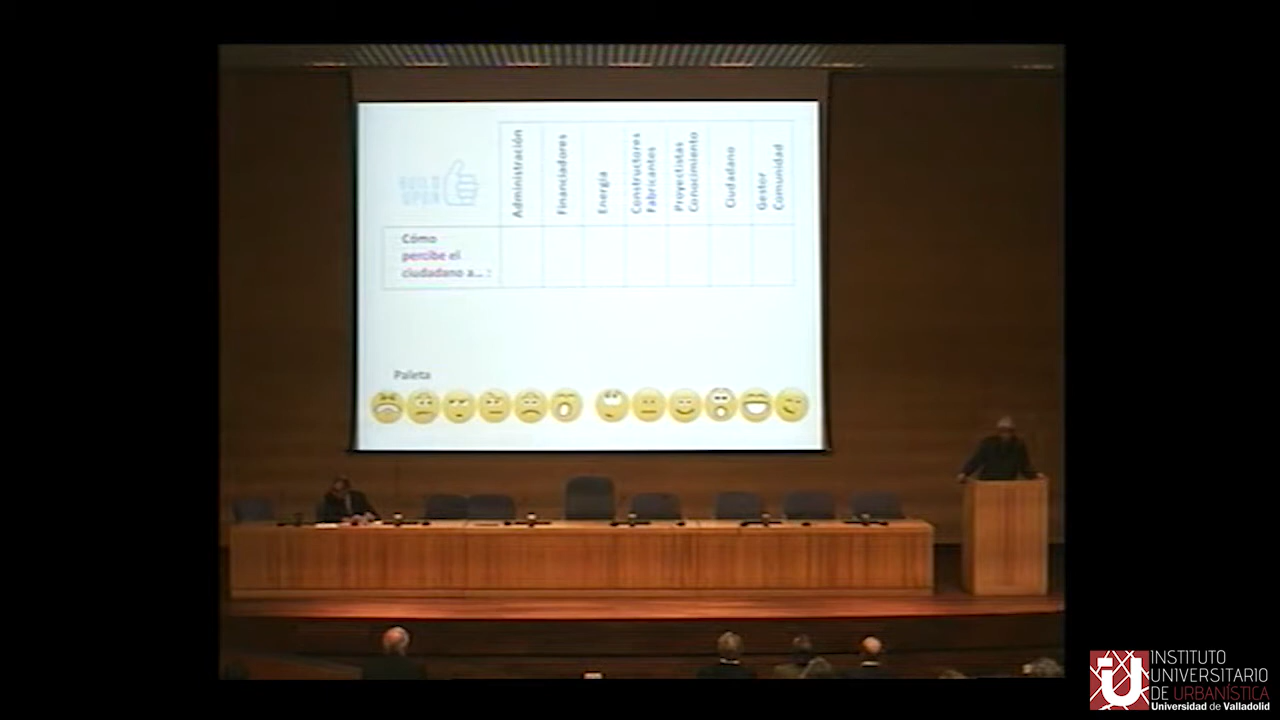 Administración
Financiadores
Energía
Constructores
Fabricantes
Proyectistas
Conocimiento
Ciudadano
Gestor
Comunidad
Cómo
percibe el
ciudadano a... :
Paleta
INSTITUTO
UNIVERSITARIO
DE URBANÍSTICA
Universidad de Valladolid